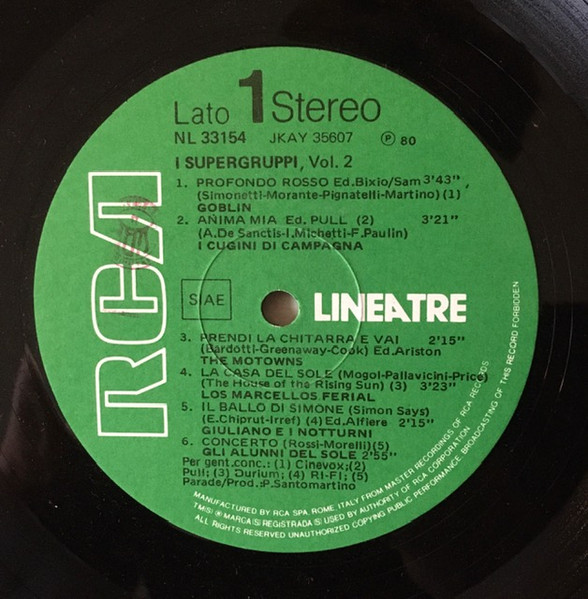 Lato 1 Stereo
NL 33154 JKAY 35607 Ⓟ 80
I SUPERGRUPPI, Vol. 2
1. PROFONDO ROSSO Ed.Bixio/Sam 3'43"
(Simonetti-Morante-Pignatelli-Martino) (1)
GOBLIN
2. ANIMA MIA Ed. PULL (2) 3'21"
(A.De Sanctis-I.Michetti-F.Paulin)
I CUGINI DI CAMPAGNA
RCA
SIAE
LINEATRE
3. PRENDI LA CHITARRA E VAI 2'15"
(Bardotti-Greenaway-Cook) Ed.Ariston
THE MOTOWNS
4. LA CASA DEL SOLE (Mogol-Pallavicini-Price)
(The House of the Rising Sun) (3) 3'23"
LOS MARCELLOS FERIAL
5. IL BALLO DI SIMONE (Simon Says)
(E.Chiprut-Irref) (4) Ed.Alfiere 2'15"
GIULIANO E I NOTTURNI
6. CONCERTO (Rossi-Morelli)(5)
GLI ALUNNI DEL SOLE 2'55"
Per gent.conc.: (1) Cinevox;(2)
Pull; (3) Durium; (4) RI-FI; (5)
Parade/Prod.:P.Santomartino
MANUFACTURED BY RCA SPA, ROME, ITALY FROM MASTER RECORDINGS OF RCA RECORDS
TM(S) ® MARCA(S) REGISTRADA(S) USED BY AUTHORITY OF RCA CORPORATION
ALL RIGHTS RESERVED UNAUTHORIZED COPYING PUBLIC PERFORMANCE, BROADCASTING OF THIS RECORD FORBIDDEN